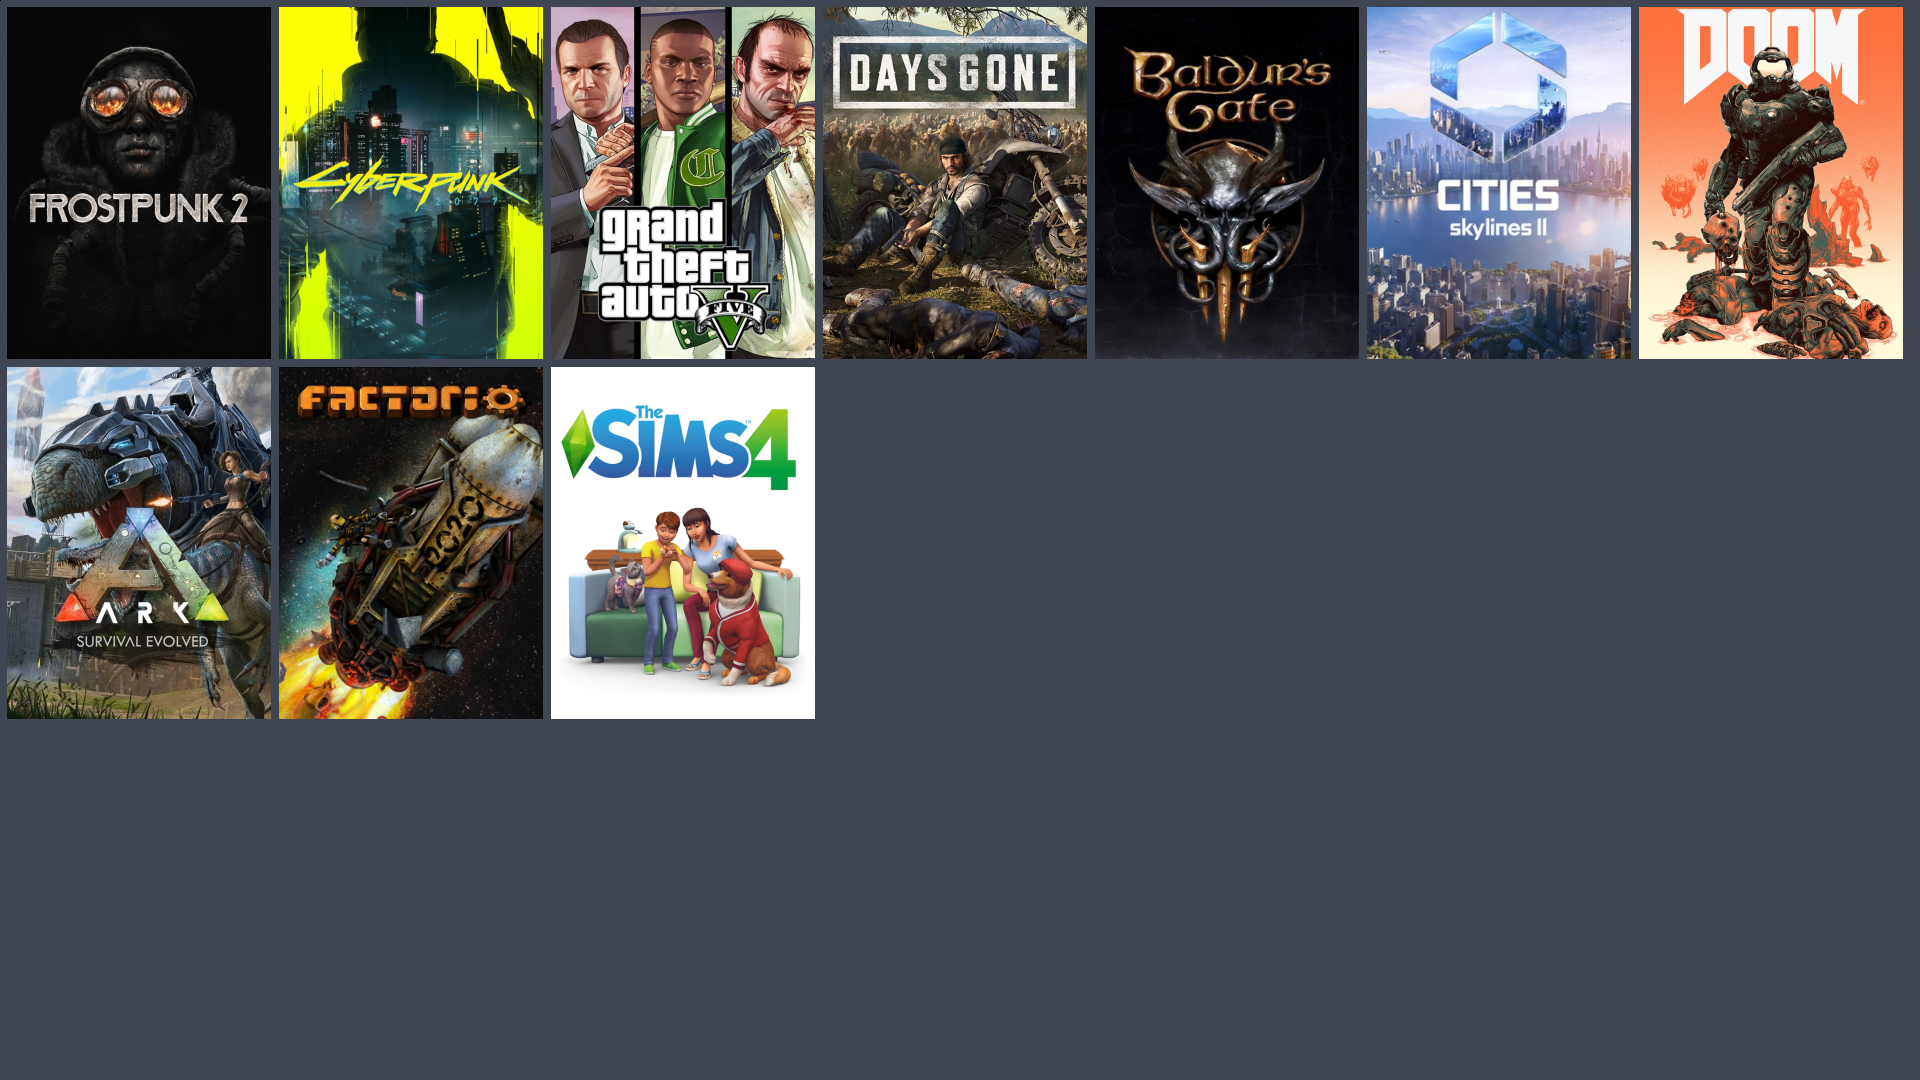 FROSTPUNK 2
CYBERPUNK
2077
grand
theft
auto V
FIVE
DAYS GONE
Baldur's
Gate
CITIES
skylines II
DOOM
ARK
SURVIVAL EVOLVED
FACTORIO
2020
The
SIMS 4